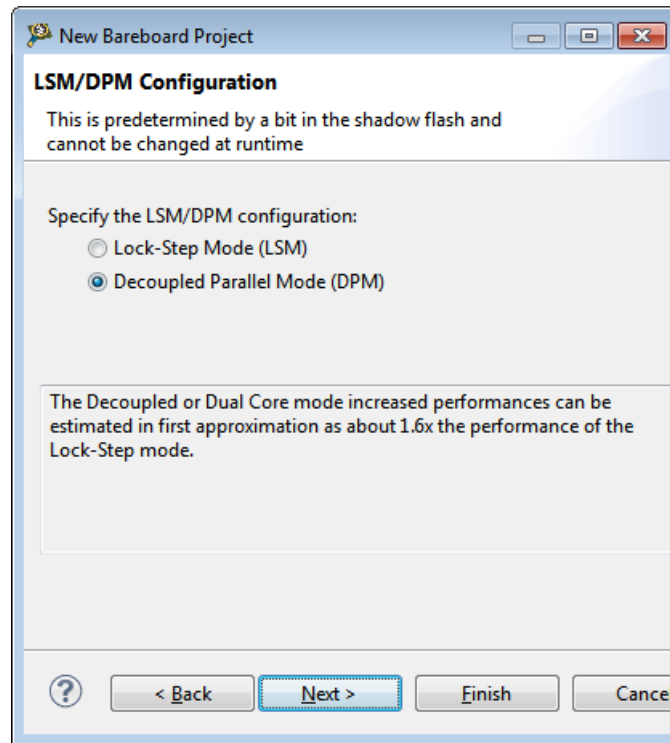 New Bareboard Project
LSM/DPM Configuration
This is predetermined by a bit in the shadow flash and
cannot be changed at runtime
Specify the LSM/DPM configuration:
Lock-Step Mode (LSM)
Decoupled Parallel Mode (DPM)
The Decoupled or Dual Core mode increased performances can be
estimated in first approximation as about 1.6x the performance of the
Lock-Step mode.
? < Back Next > Finish Cance